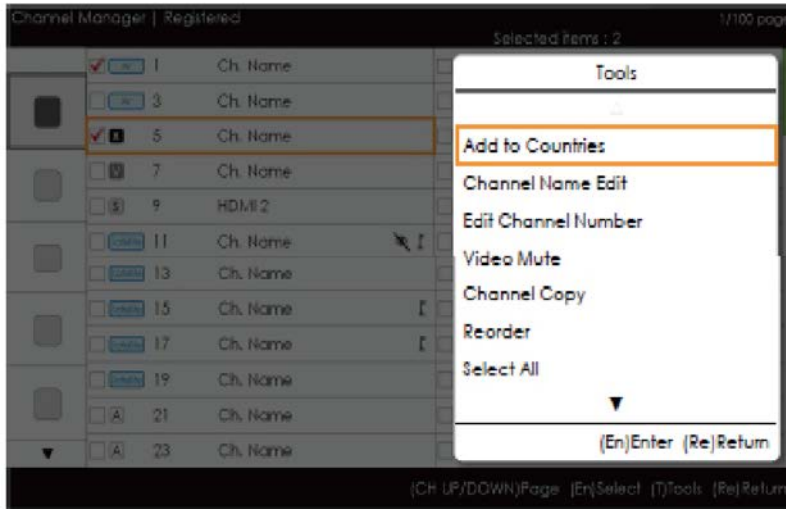 Channel Manager | Registered
1/100 page
Selected items : 2
Air 1 Ch. Name
Air 3 Ch. Name
R 5 Ch. Name
V 7 Ch. Name
S 9 HDMI 2
11 Ch. Name
13 Ch. Name
15 Ch. Name
17 Ch. Name
19 Ch. Name
A 21 Ch. Name
A 23 Ch. Name
Tools
Add to Countries
Channel Name Edit
Edit Channel Number
Video Mute
Channel Copy
Reorder
Select All
(En)Enter (Re)Return
(CH UP/DOWN)Page (En)Select (T)Tools (Re)Return